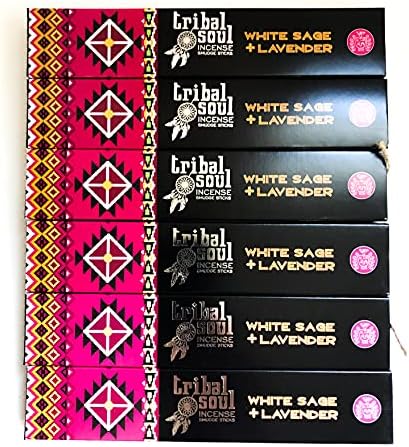 tribal
soul
INCENSE
SMUDGE STICKS
WHITE SAGE
+ LAVENDER
tribal
soul
INCENSE
SMUDGE STICKS
WHITE SAGE
+ LAVENDER
tribal
soul
INCENSE
SMUDGE STICKS
WHITE SAGE
+ LAVENDER
tribal
soul
INCENSE
SMUDGE STICKS
WHITE SAGE
+ LAVENDER
tribal
soul
INCENSE
SMUDGE STICKS
WHITE SAGE
+ LAVENDER
tribal
soul
INCENSE
SMUDGE STICKS
WHITE SAGE
+ LAVENDER